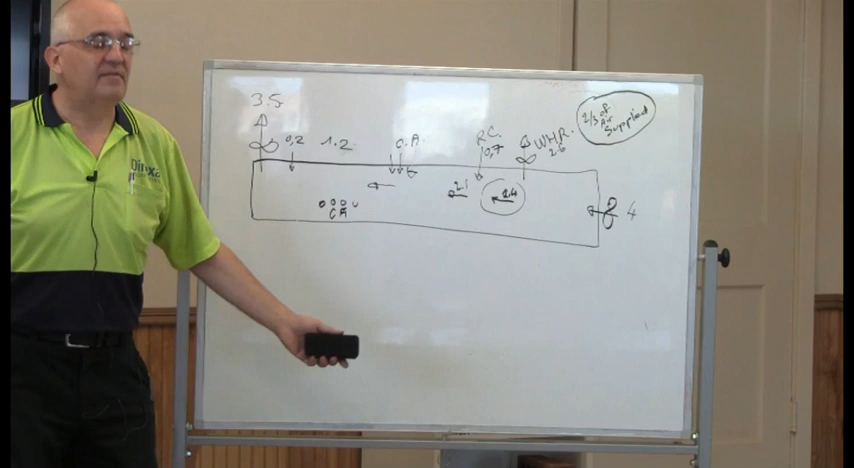 3.5
0,2
1.2
O.A.
R.C.
0,7
WHR.
2.6
2/3 of
Air
Supplied
2.1
2.4
4